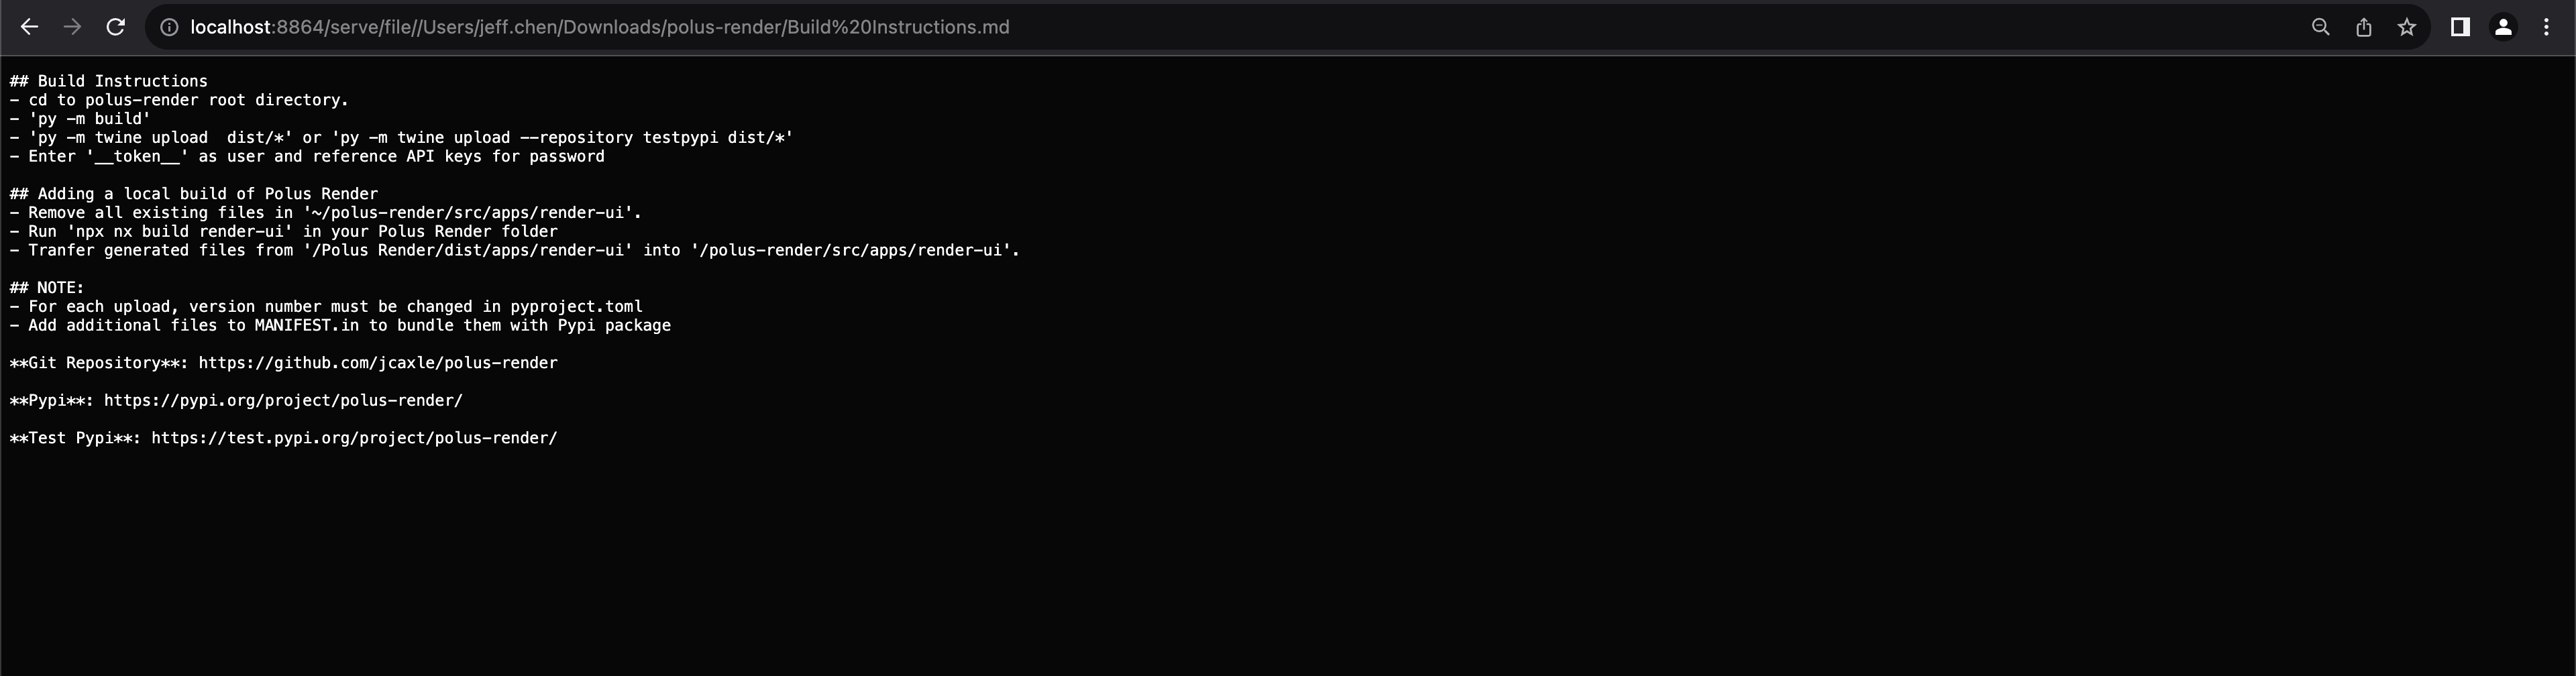 localhost:8864/serve/file//Users/jeff.chen/Downloads/polus-render/Build%20Instructions.md
## Build Instructions
- cd to polus-render root directory.
- 'py -m build'
- 'py -m twine upload  dist/*' or 'py -m twine upload --repository testpypi dist/*'
- Enter '__token__' as user and reference API keys for password
## Adding a local build of Polus Render
- Remove all existing files in '~/polus-render/src/apps/render-ui'.
- Run 'npx nx build render-ui' in your Polus Render folder
- Tranfer generated files from '/Polus Render/dist/apps/render-ui' into '/polus-render/src/apps/render-ui'.
## NOTE:
- For each upload, version number must be changed in pyproject.toml
- Add additional files to MANIFEST.in to bundle them with Pypi package
**Git Repository**: https://github.com/jcaxle/polus-render
**Pypi**: https://pypi.org/project/polus-render/
**Test Pypi**: https://test.pypi.org/project/polus-render/